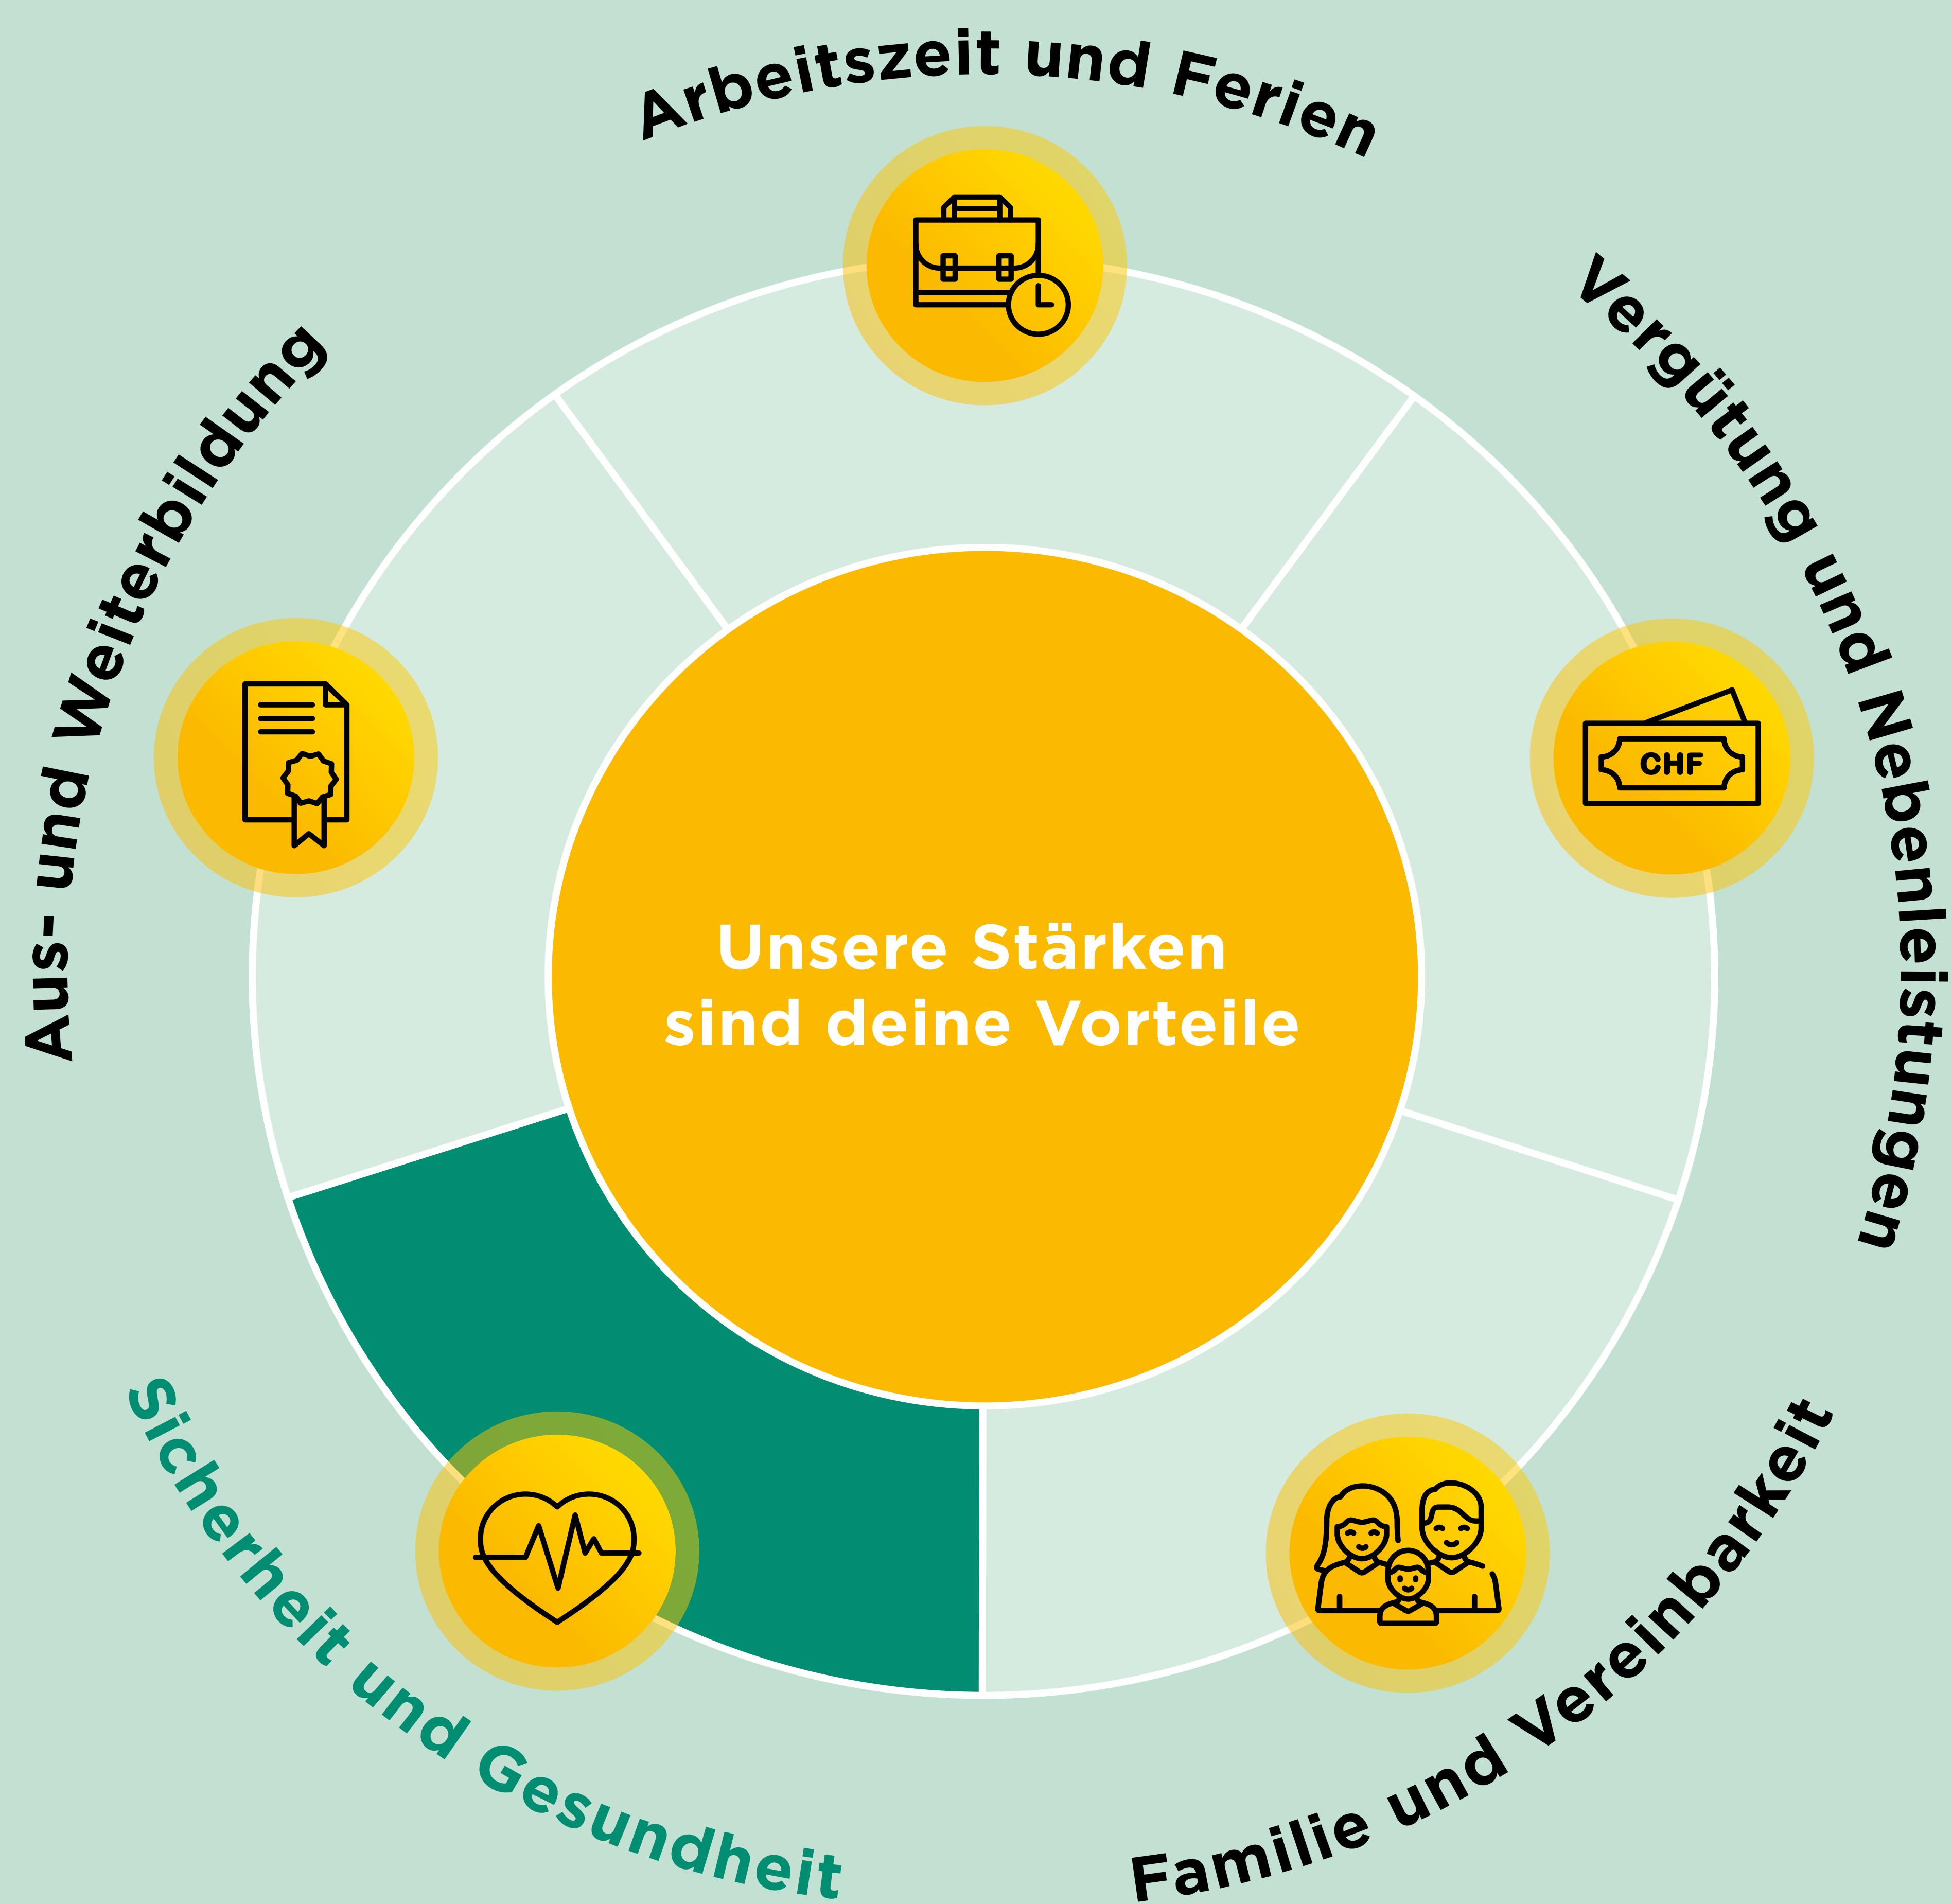 Arbeitszeit und Ferien
Vergütung und Nebenleistungen
Aus- und Weiterbildung
CHF
Unsere Stärken
sind deine Vorteile
Sicherheit und Gesundheit
Familie und Vereinbarkeit